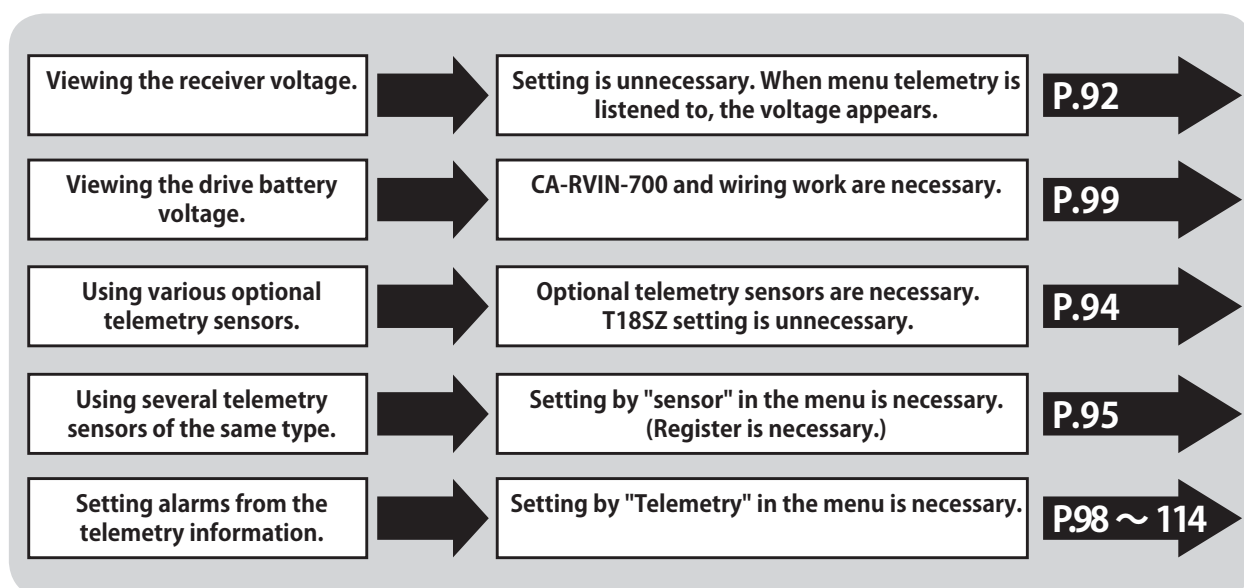 Viewing the receiver voltage.
Setting is unnecessary. When menu telemetry is
listened to, the voltage appears.
P.92
Viewing the drive battery
voltage.
CA-RVIN-700 and wiring work are necessary.
P.99
Using various optional
telemetry sensors.
Optional telemetry sensors are necessary.
T18SZ setting is unnecessary.
P.94
Using several telemetry
sensors of the same type.
Setting by "sensor" in the menu is necessary.
(Register is necessary.)
P.95
Setting alarms from the
telemetry information.
Setting by "Telemetry" in the menu is necessary.
P.98 ～ 114